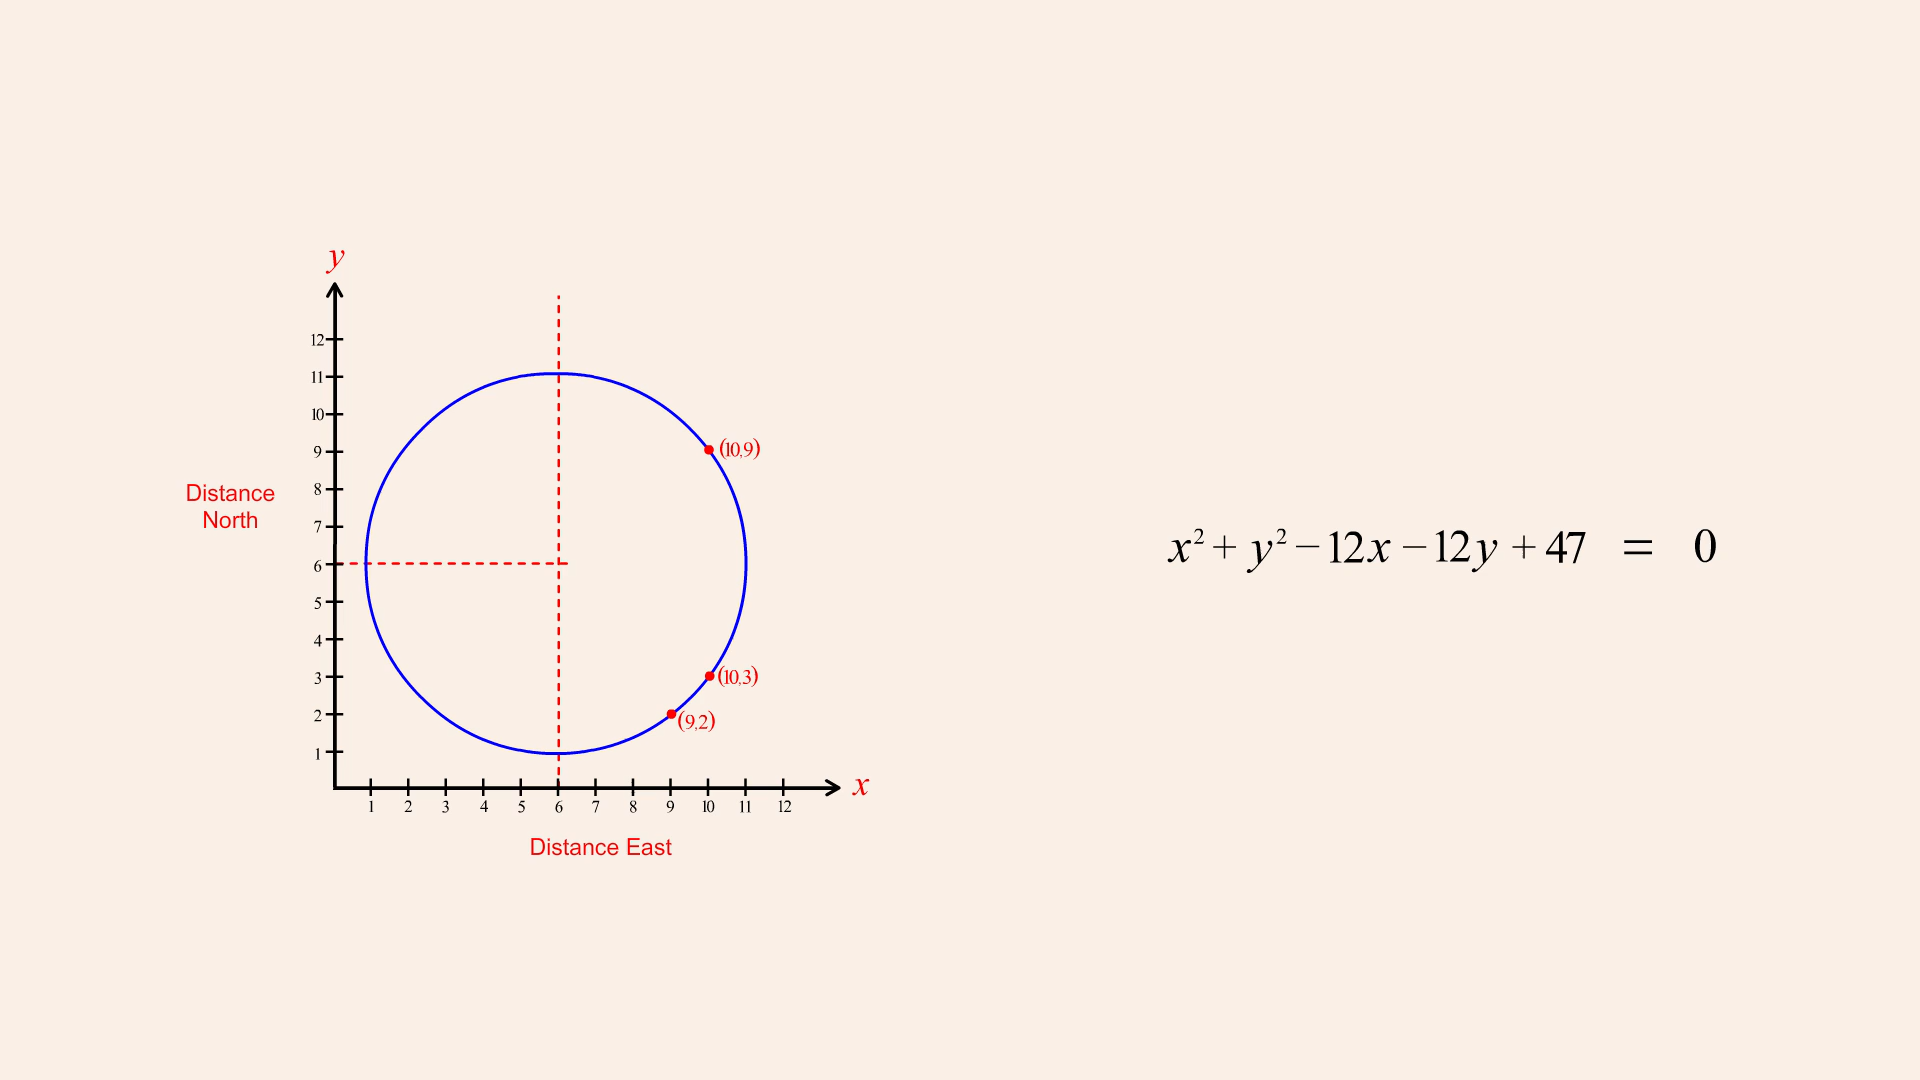 y
12
11
10
9
8
7
6
5
4
3
2
1
(10,9)
(10,3)
(9,2)
Distance
North
x
1 2 3 4 5 6 7 8 9 10 11 12
Distance East
x² + y² − 12x − 12y + 47 = 0